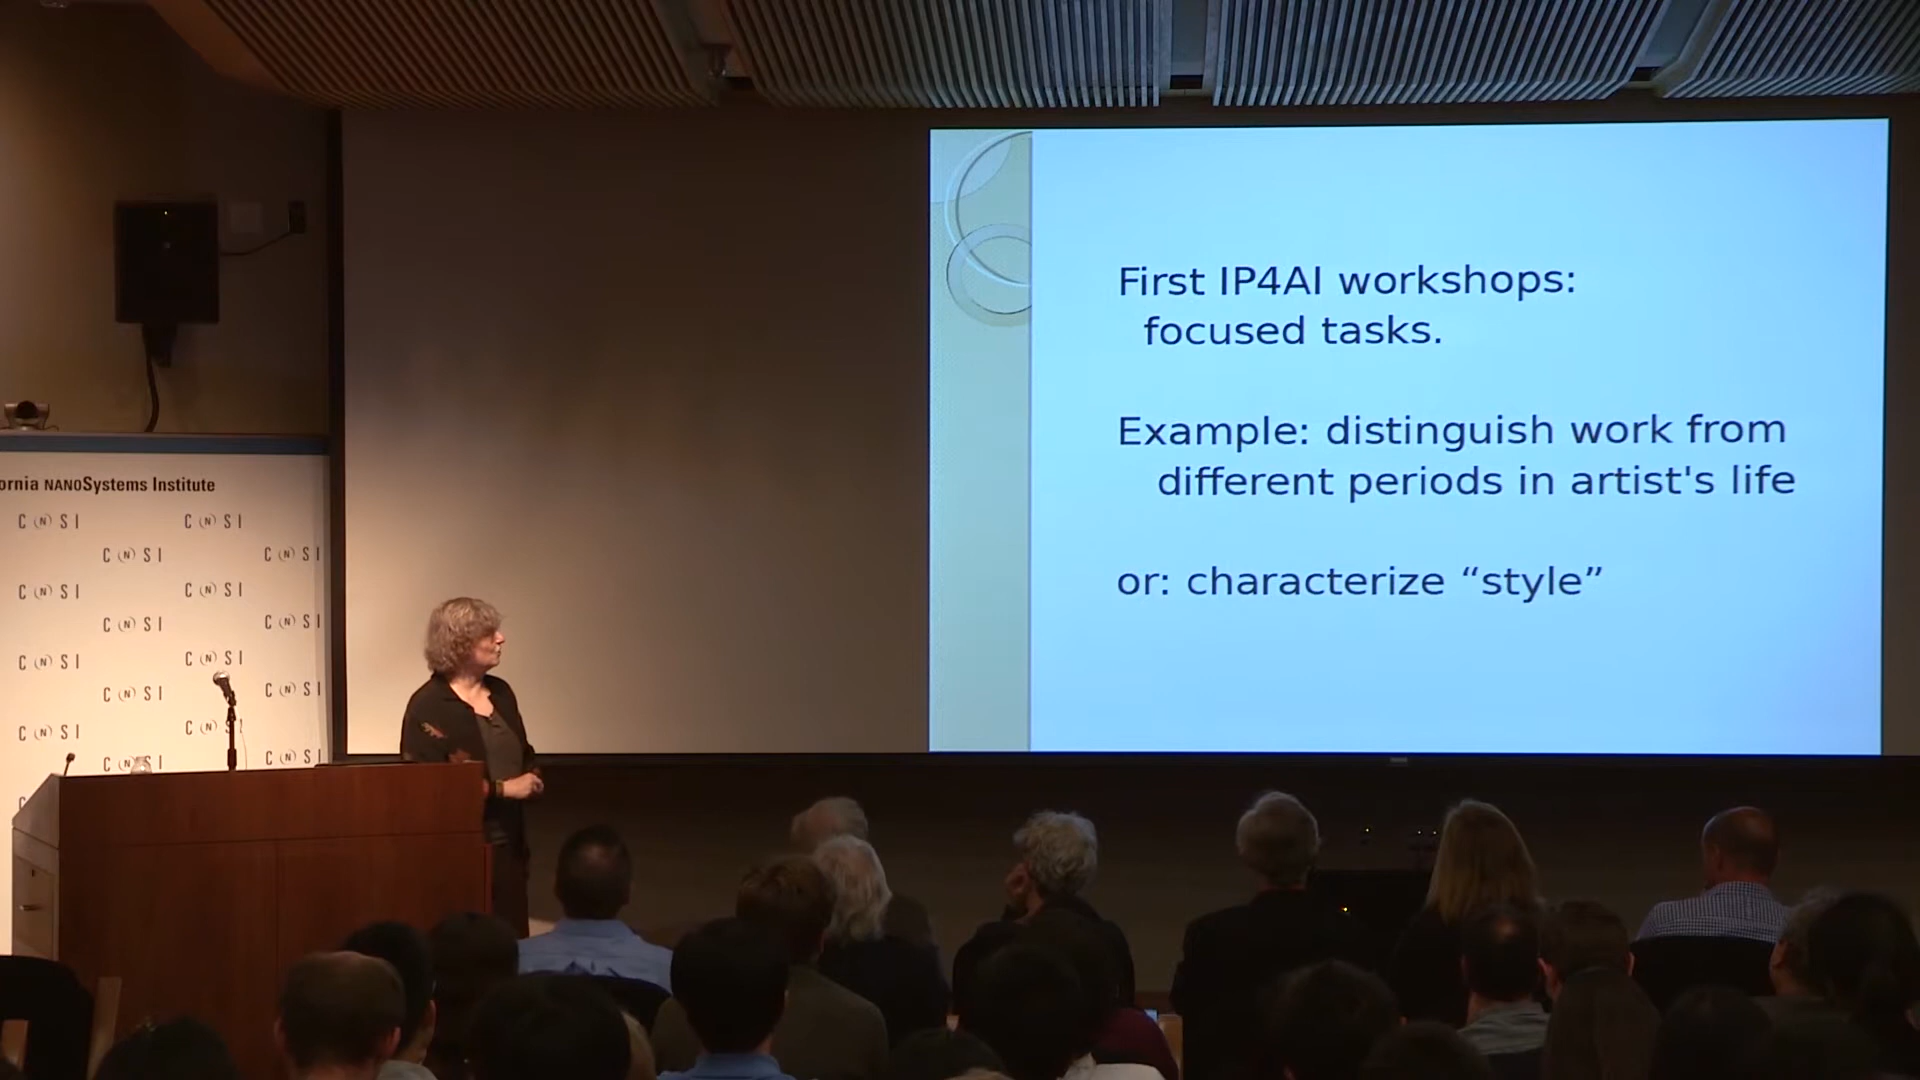 First IP4AI workshops:
focused tasks.
Example: distinguish work from
different periods in artist's life
or: characterize “style”
ornia NANOSystems Institute
C N S I C N S I
C N S I C N S I
C N S I C N S I
C N S I C N S I
C N S I C N S I
C N S I C N S I
C N S I C N S I
C N S I C N S I